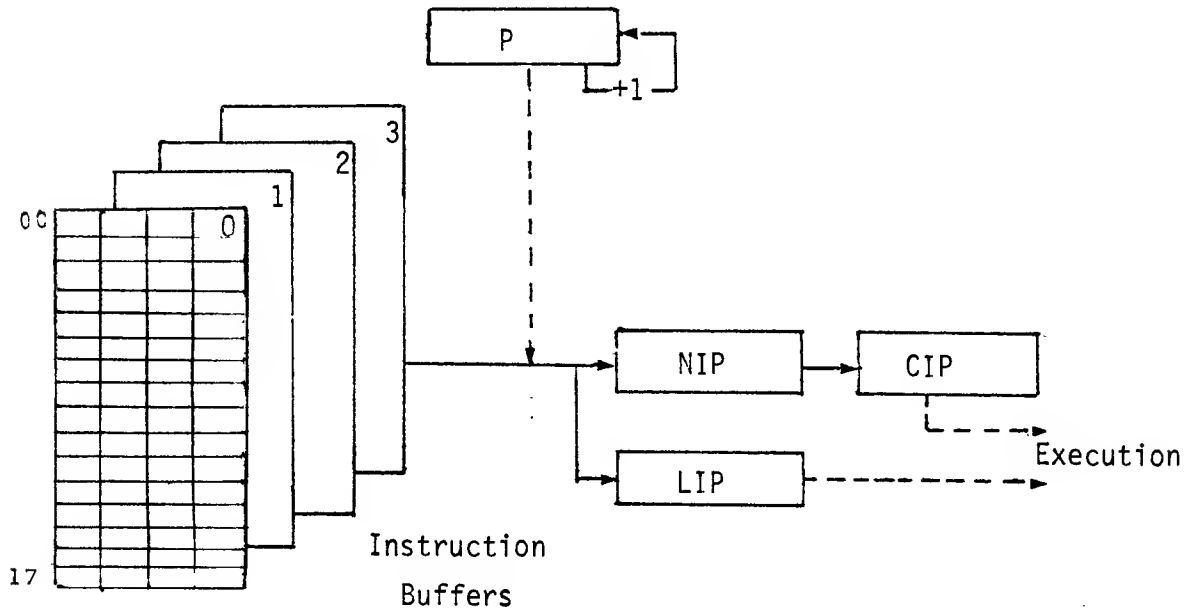 P
+1
3
2
1
0
00
NIP
CIP
Execution
LIP
17
Instruction
Buffers